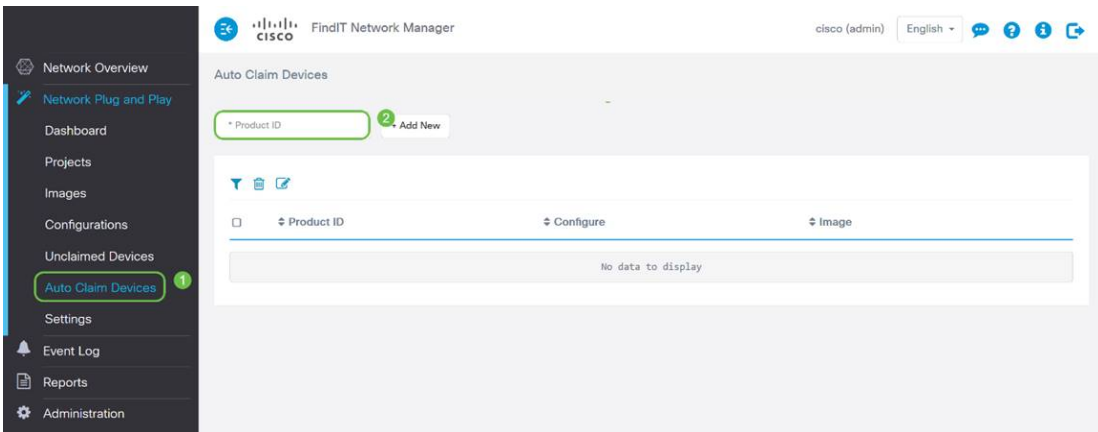 CISCO FindIT Network Manager
cisco (admin) English
Network Overview
Network Plug and Play
Dashboard
Projects
Images
Configurations
Unclaimed Devices
Auto Claim Devices 1
Settings
Event Log
Reports
Administration
Auto Claim Devices
* Product ID 2 + Add New
Product ID Configure Image
No data to display